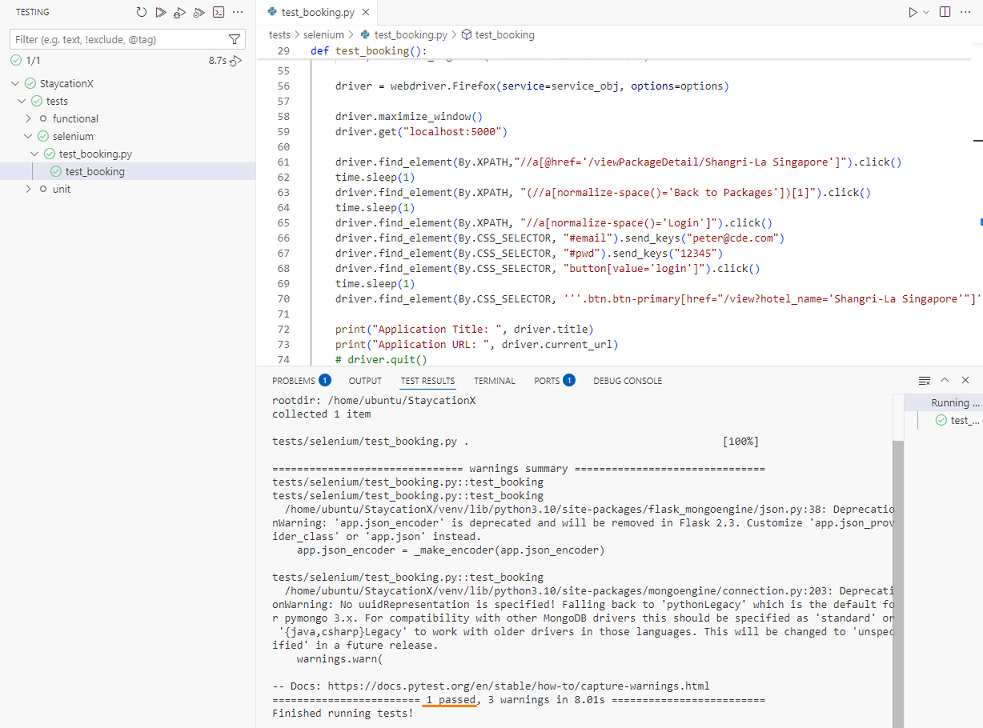 TESTING
Filter (e.g. text, !exclude, @tag)
1/1
8.7s
StaycationX
tests
functional
selenium
test_booking.py
test_booking
unit
test_booking.py
tests > selenium > test_booking.py > test_booking
29 def test_booking():
55
56 driver = webdriver.Firefox(service=service_obj, options=options)
57
58 driver.maximize_window()
59 driver.get("localhost:5000")
60
61 driver.find_element(By.XPATH,"//a[@href='/viewPackageDetail/Shangri-La Singapore']").click()
62 time.sleep(1)
63 driver.find_element(By.XPATH, "(//a[normalize-space()='Back to Packages'])[1]").click()
64 time.sleep(1)
65 driver.find_element(By.XPATH, "//a[normalize-space()='Login']").click()
66 driver.find_element(By.CSS_SELECTOR, "#email").send_keys("peter@cde.com")
67 driver.find_element(By.CSS_SELECTOR, "#pwd").send_keys("12345")
68 driver.find_element(By.CSS_SELECTOR, "button[value='login']").click()
69 time.sleep(1)
70 driver.find_element(By.CSS_SELECTOR, '''.btn.btn-primary[href="/view?hotel_name='Shangri-La Singapore'"]'
71
72 print("Application Title: ", driver.title)
73 print("Application URL: ", driver.current_url)
74 # driver.quit()
PROBLEMS 1 OUTPUT TEST RESULTS TERMINAL PORTS 1 DEBUG CONSOLE
rootdir: /home/ubuntu/StaycationX
collected 1 item
tests/selenium/test_booking.py . [100%]
============================== warnings summary ==============================
tests/selenium/test_booking.py::test_booking
tests/selenium/test_booking.py::test_booking
/home/ubuntu/StaycationX/venv/lib/python3.10/site-packages/flask_mongoengine/json.py:38: Deprecatio
nWarning: 'app.json_encoder' is deprecated and will be removed in Flask 2.3. Customize 'app.json_prov
ider_class' or 'app.json' instead.
app.json_encoder = _make_encoder(app.json_encoder)
tests/selenium/test_booking.py::test_booking
/home/ubuntu/StaycationX/venv/lib/python3.10/site-packages/mongoengine/connection.py:203: Deprecati
onWarning: No uuidRepresentation is specified! Falling back to 'pythonLegacy' which is the default fo
r pymongo 3.x. For compatibility with other MongoDB drivers this should be specified as 'standard' or
'{java,csharp}Legacy' to work with older drivers in those languages. This will be changed to 'unspec
ified' in a future release.
warnings.warn(
-- Docs: https://docs.pytest.org/en/stable/how-to/capture-warnings.html
======================== 1 passed, 3 warnings in 8.01s ========================
Finished running tests!
Running ...
test_...